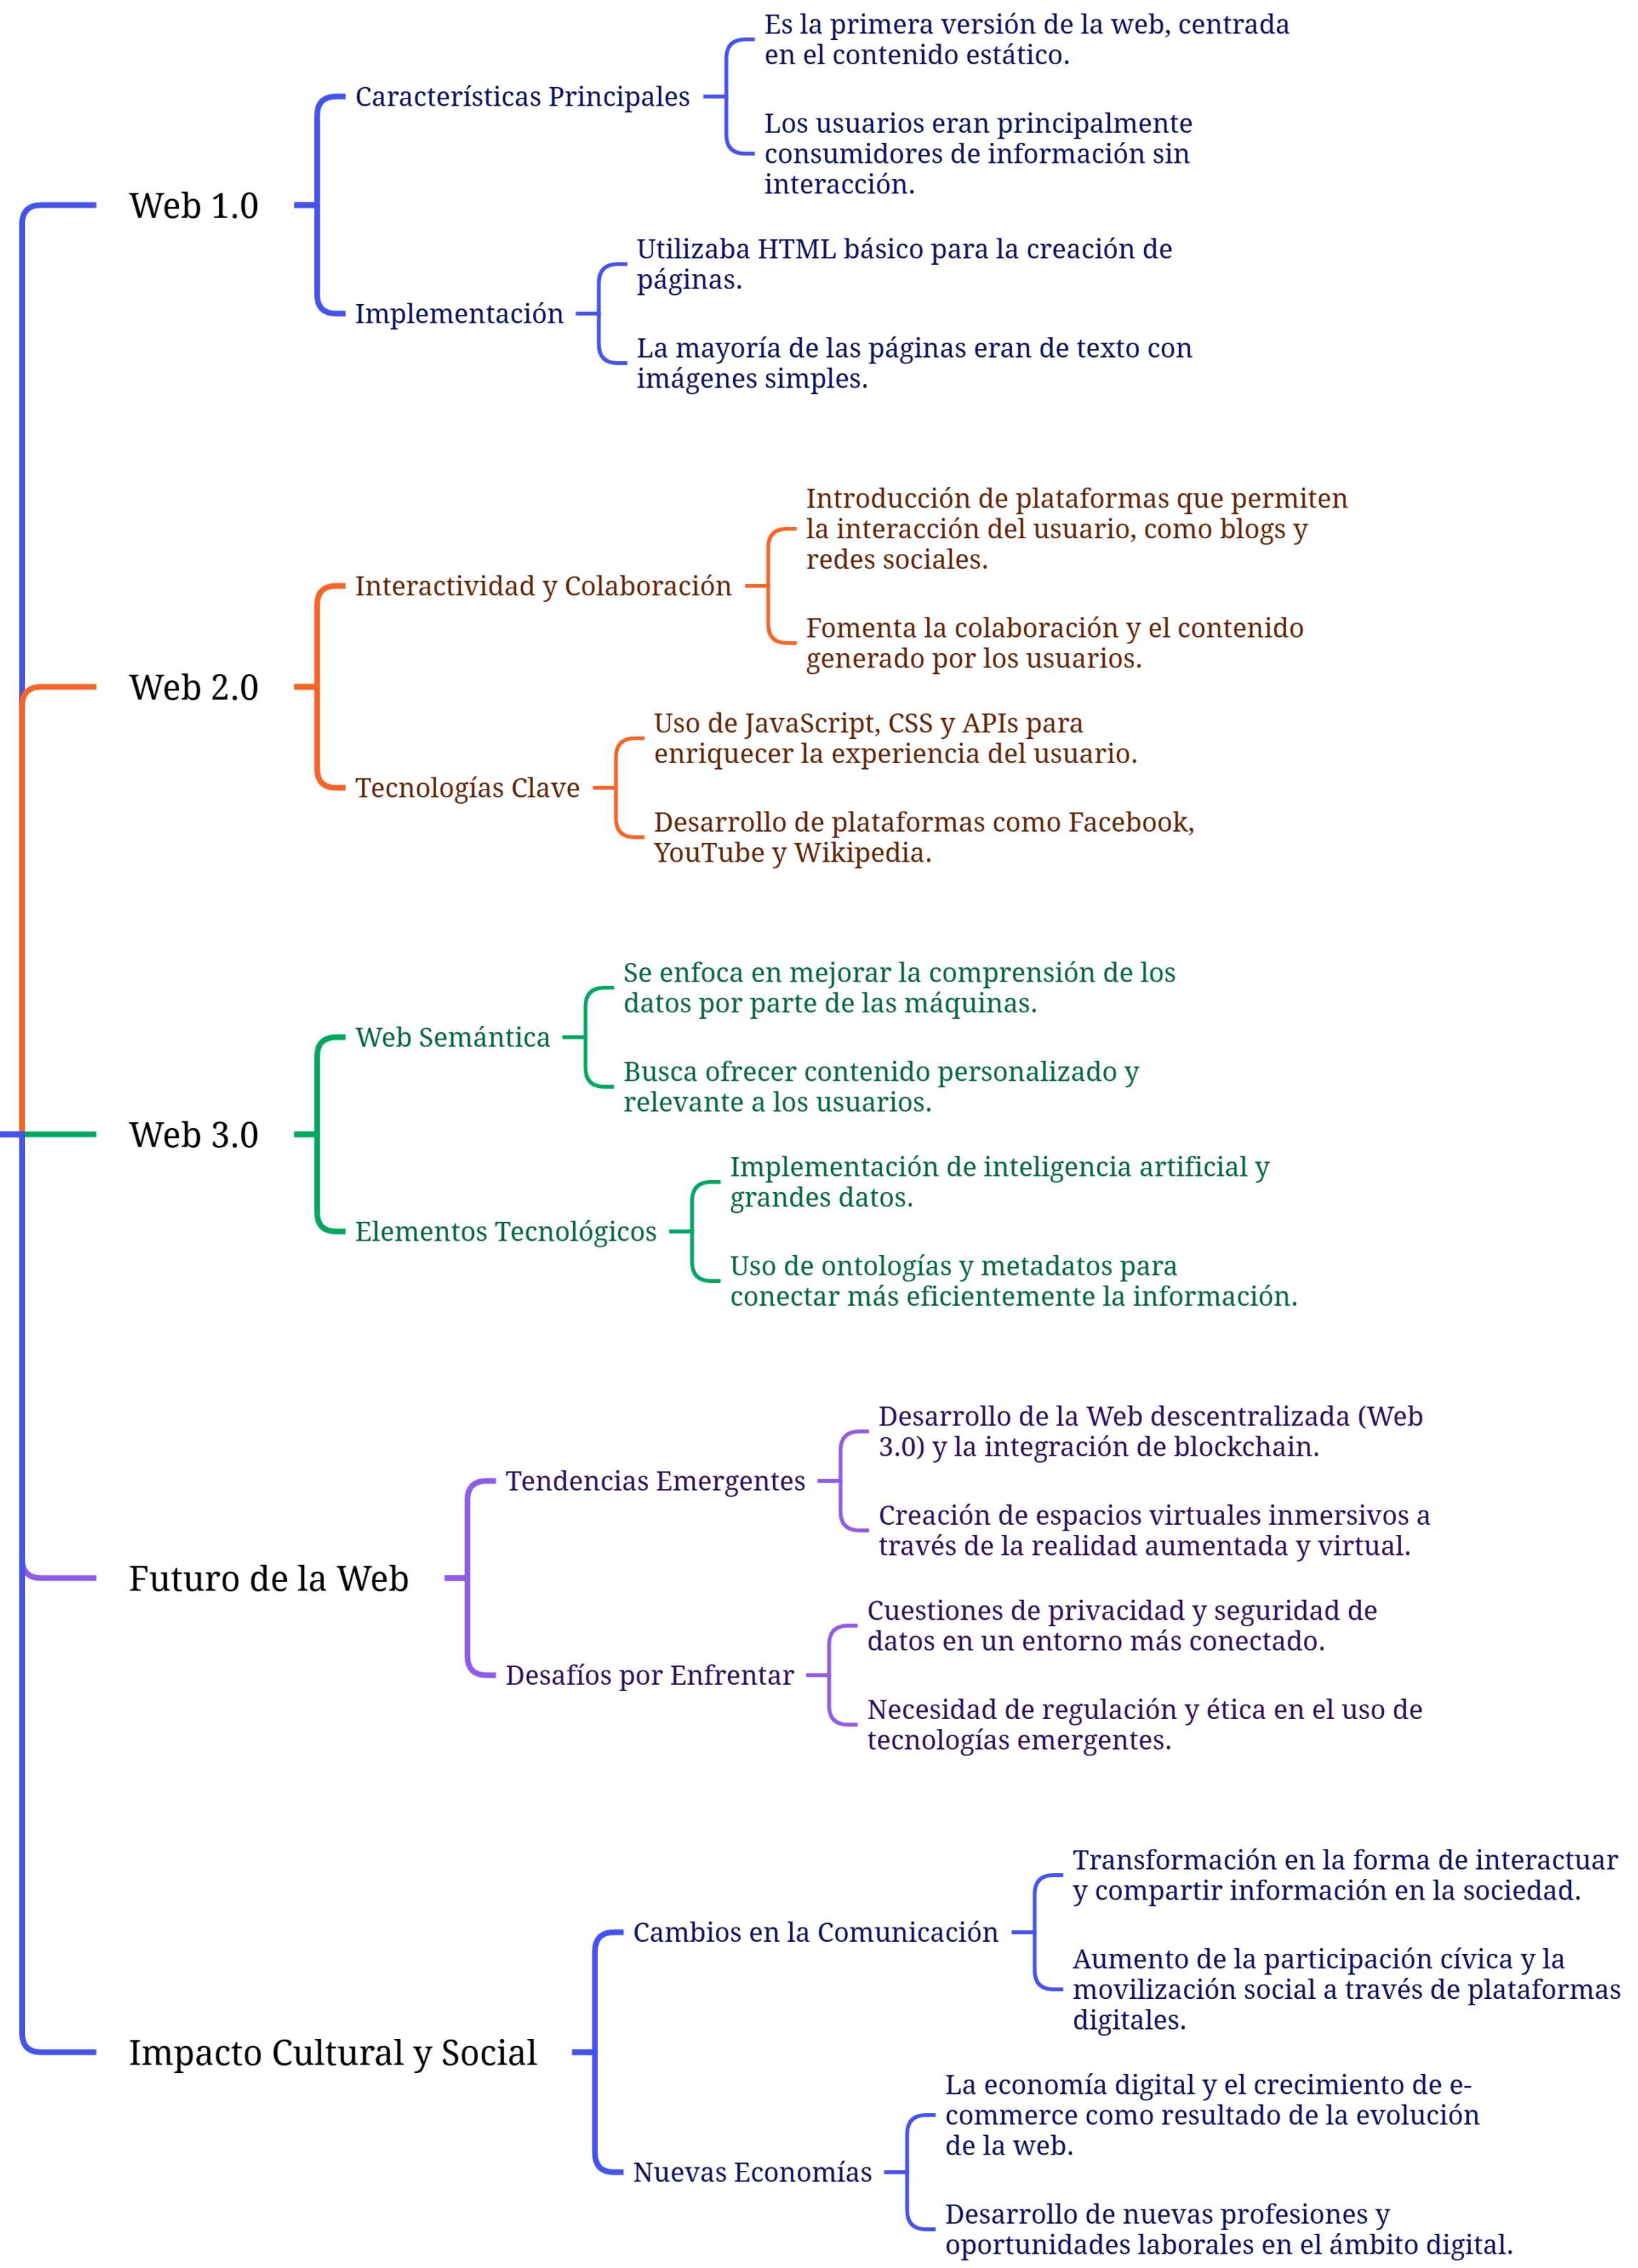 Web 1.0
Características Principales
Es la primera versión de la web, centrada
en el contenido estático.
Los usuarios eran principalmente
consumidores de información sin
interacción.
Implementación
Utilizaba HTML básico para la creación de
páginas.
La mayoría de las páginas eran de texto con
imágenes simples.
Web 2.0
Interactividad y Colaboración
Introducción de plataformas que permiten
la interacción del usuario, como blogs y
redes sociales.
Fomenta la colaboración y el contenido
generado por los usuarios.
Tecnologías Clave
Uso de JavaScript, CSS y APIs para
enriquecer la experiencia del usuario.
Desarrollo de plataformas como Facebook,
YouTube y Wikipedia.
Web 3.0
Web Semántica
Se enfoca en mejorar la comprensión de los
datos por parte de las máquinas.
Busca ofrecer contenido personalizado y
relevante a los usuarios.
Elementos Tecnológicos
Implementación de inteligencia artificial y
grandes datos.
Uso de ontologías y metadatos para
conectar más eficientemente la información.
Futuro de la Web
Tendencias Emergentes
Desarrollo de la Web descentralizada (Web
3.0) y la integración de blockchain.
Creación de espacios virtuales inmersivos a
través de la realidad aumentada y virtual.
Desafíos por Enfrentar
Cuestiones de privacidad y seguridad de
datos en un entorno más conectado.
Necesidad de regulación y ética en el uso de
tecnologías emergentes.
Impacto Cultural y Social
Cambios en la Comunicación
Transformación en la forma de interactuar
y compartir información en la sociedad.
Aumento de la participación cívica y la
movilización social a través de plataformas
digitales.
Nuevas Economías
La economía digital y el crecimiento de e-
commerce como resultado de la evolución
de la web.
Desarrollo de nuevas profesiones y
oportunidades laborales en el ámbito digital.